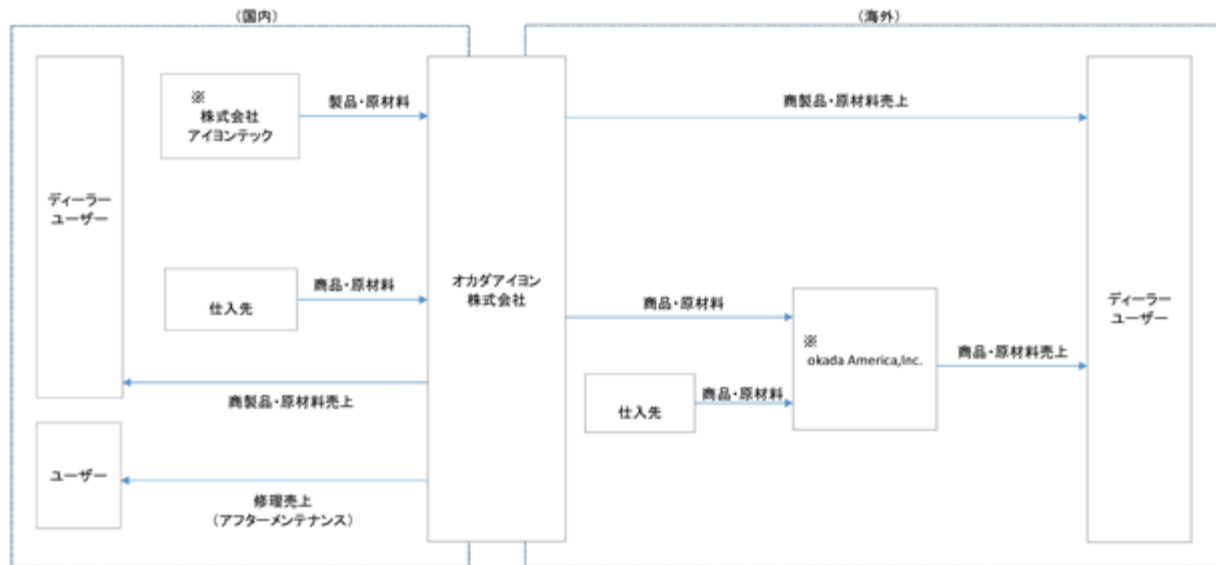 (国内)
(海外)
※
株式会社
アイヨンテック
製品・原材料
商製品・原材料売上
ディーラー
ユーザー
仕入先
商品・原材料
オカダアイヨン
株式会社
商品・原材料
※
okada America,Inc.
商品・原材料売上
ディーラー
ユーザー
仕入先
商品・原材料
商製品・原材料売上
ユーザー
修理売上
(アフターメンテナンス)